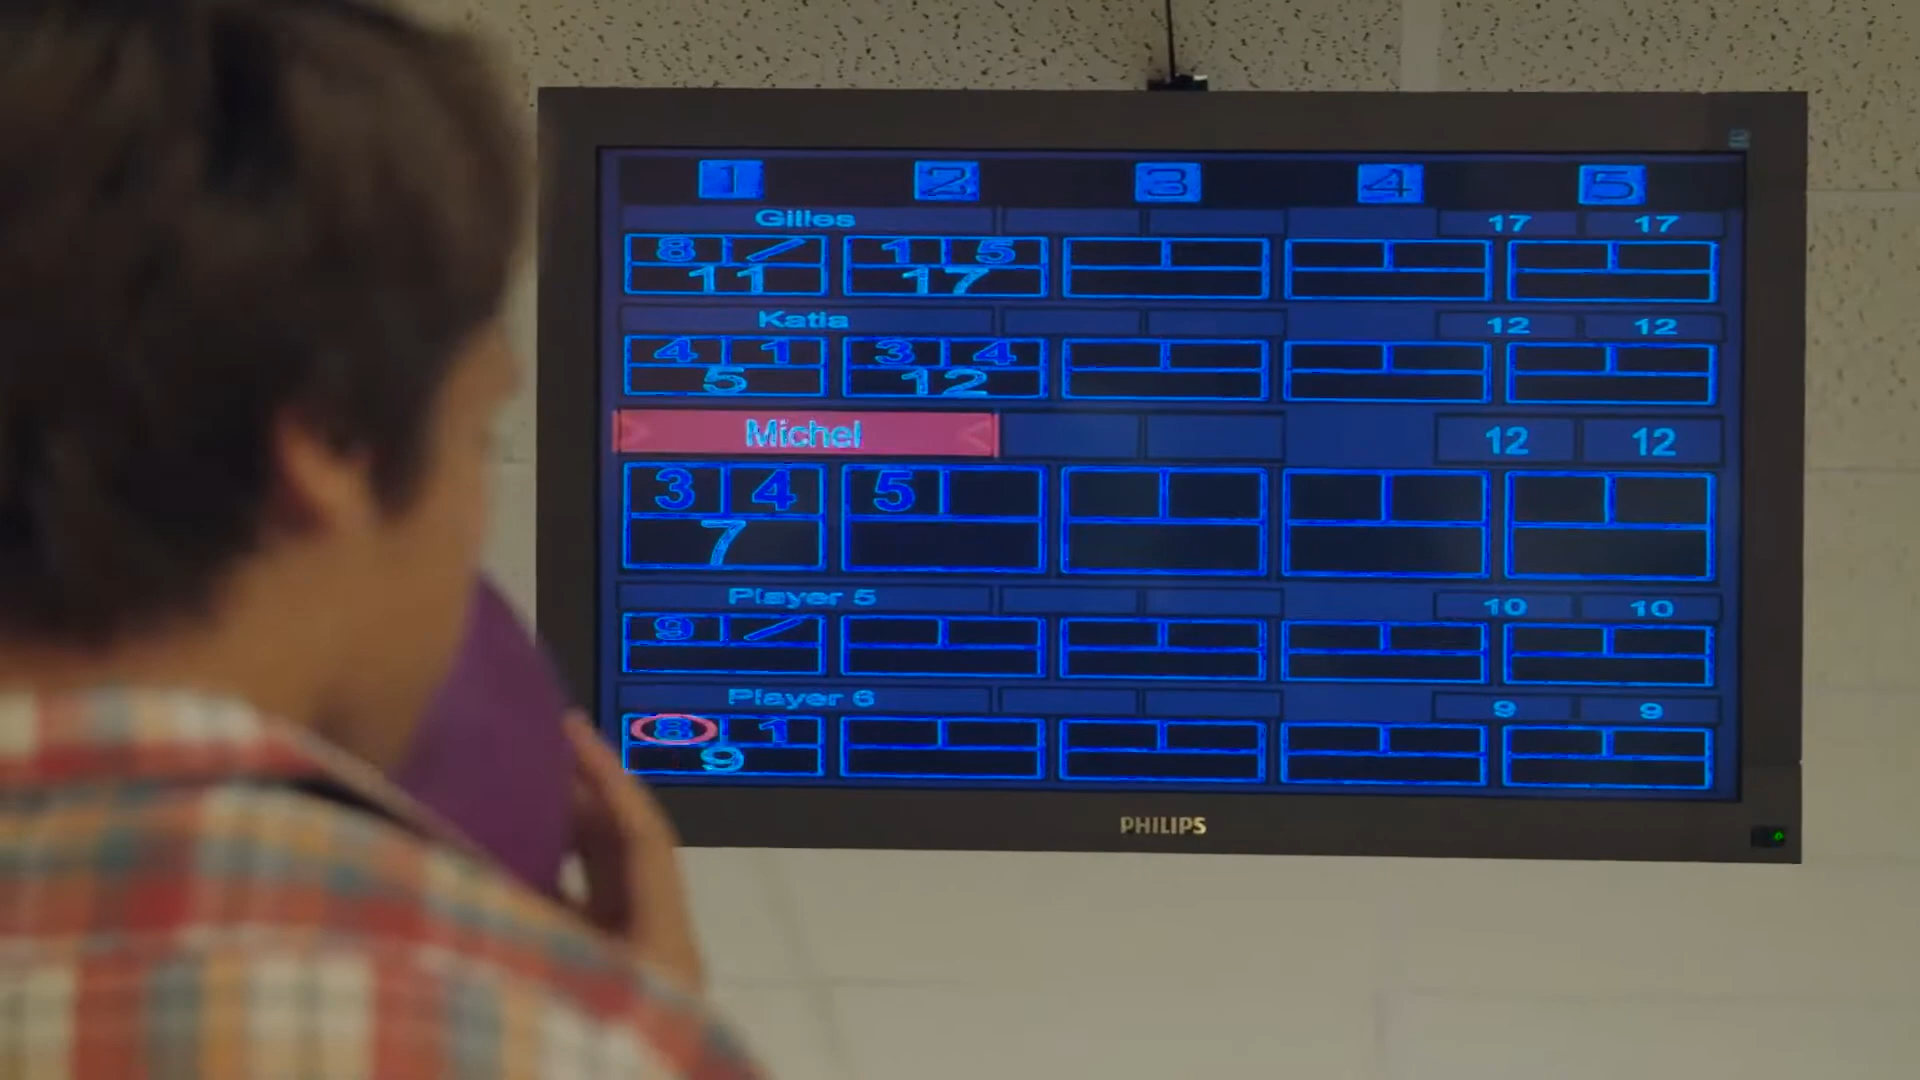 1 2 3 4 5
Gilles 17 17
8 / 1 5
11 17
Katia 12 12
4 1 3 4
5 12
Michel 12 12
3 4 5
7
Player 5 10 10
9 /
Player 6 9 9
8 1
9
PHILIPS